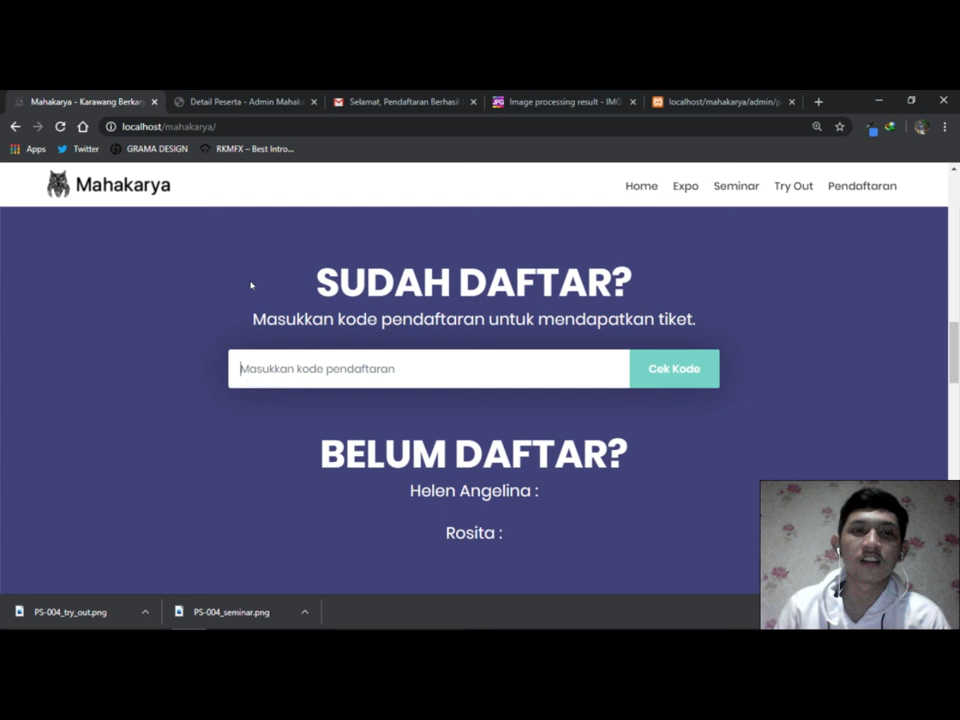 Mahakarya - Karawang Berkar
Detail Peserta - Admin Mahak
Selamat, Pendaftaran Berhasil
JPG
Image processing result - IMG
localhost/mahakarya/admin/p
localhost/mahakarya/
Apps
Twitter
GRAMA DESIGN
RKMFX – Best Intro...
Mahakarya
Home
Expo
Seminar
Try Out
Pendaftaran
SUDAH DAFTAR?
Masukkan kode pendaftaran untuk mendapatkan tiket.
Masukkan kode pendaftaran
Cek Kode
BELUM DAFTAR?
Helen Angelina :
Rosita :
PS-004_try_out.png
PS-004_seminar.png